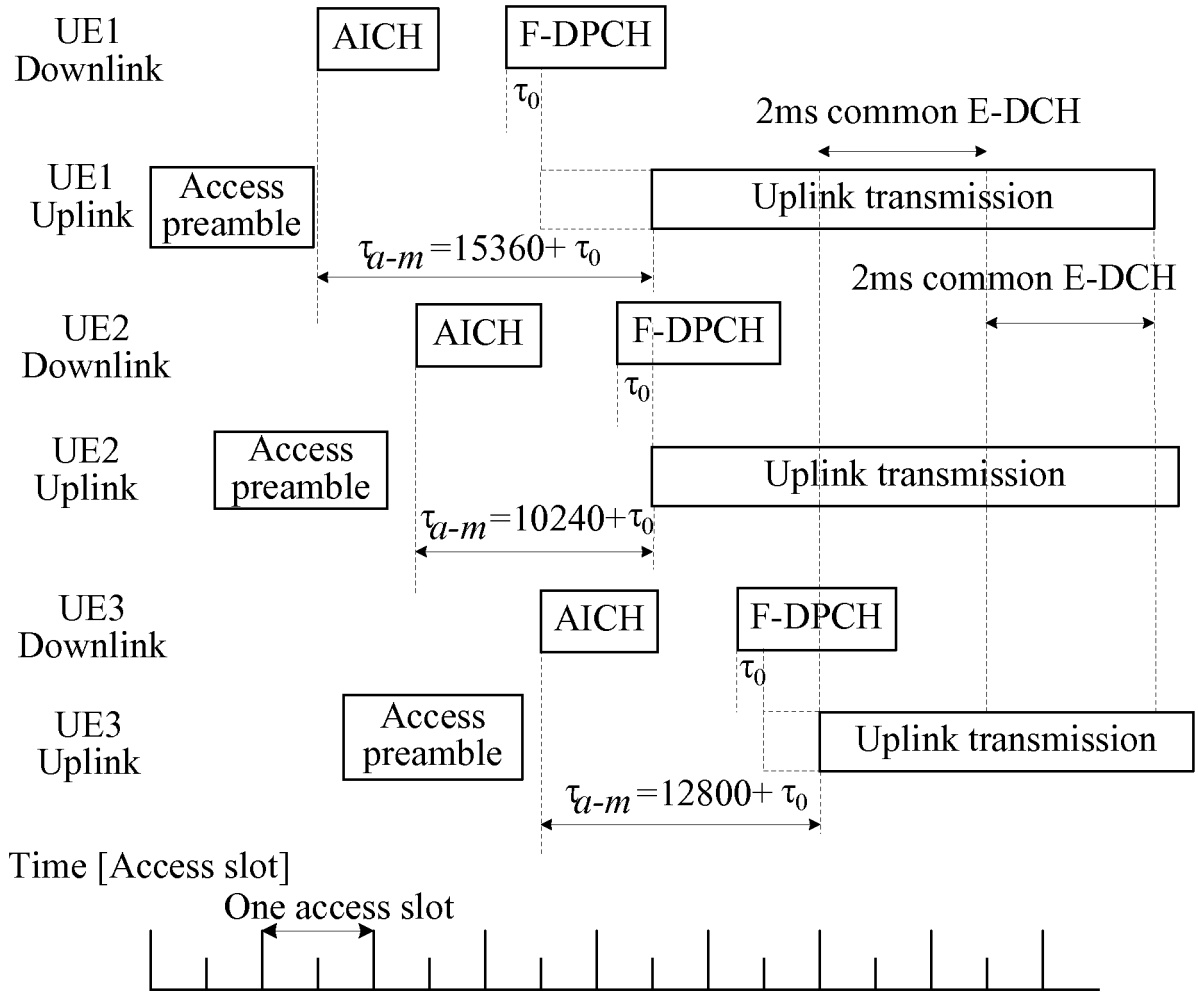 UE1
Downlink
AICH
F-DPCH
τ0
2ms common E-DCH
UE1
Uplink
Access
preamble
Uplink transmission
τa-m=15360+ τ0
2ms common E-DCH
UE2
Downlink
AICH
F-DPCH
τ0
UE2
Uplink
Access
preamble
Uplink transmission
τa-m=10240+τ0
UE3
Downlink
AICH
F-DPCH
τ0
UE3
Uplink
Access
preamble
Uplink transmission
τa-m=12800+ τ0
Time [Access slot]
One access slot